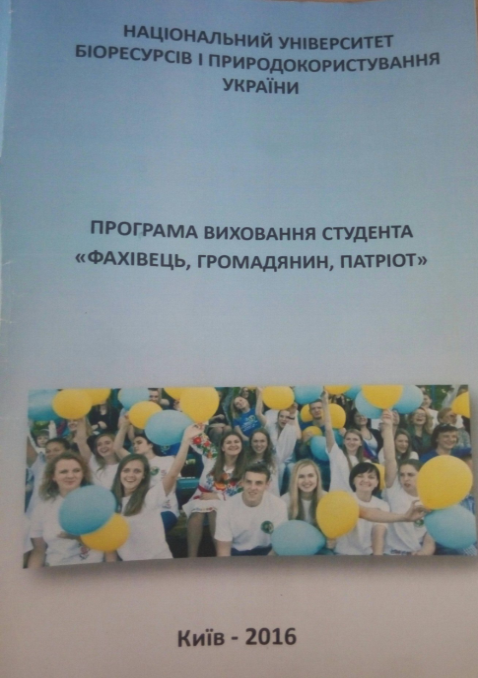 НАЦІОНАЛЬНИЙ УНІВЕРСИТЕТ
БІОРЕСУРСІВ І ПРИРОДОКОРИСТУВАННЯ
УКРАЇНИ
ПРОГРАМА ВИХОВАННЯ СТУДЕНТА
«ФАХІВЕЦЬ, ГРОМАДЯНИН, ПАТРІОТ»
Київ - 2016